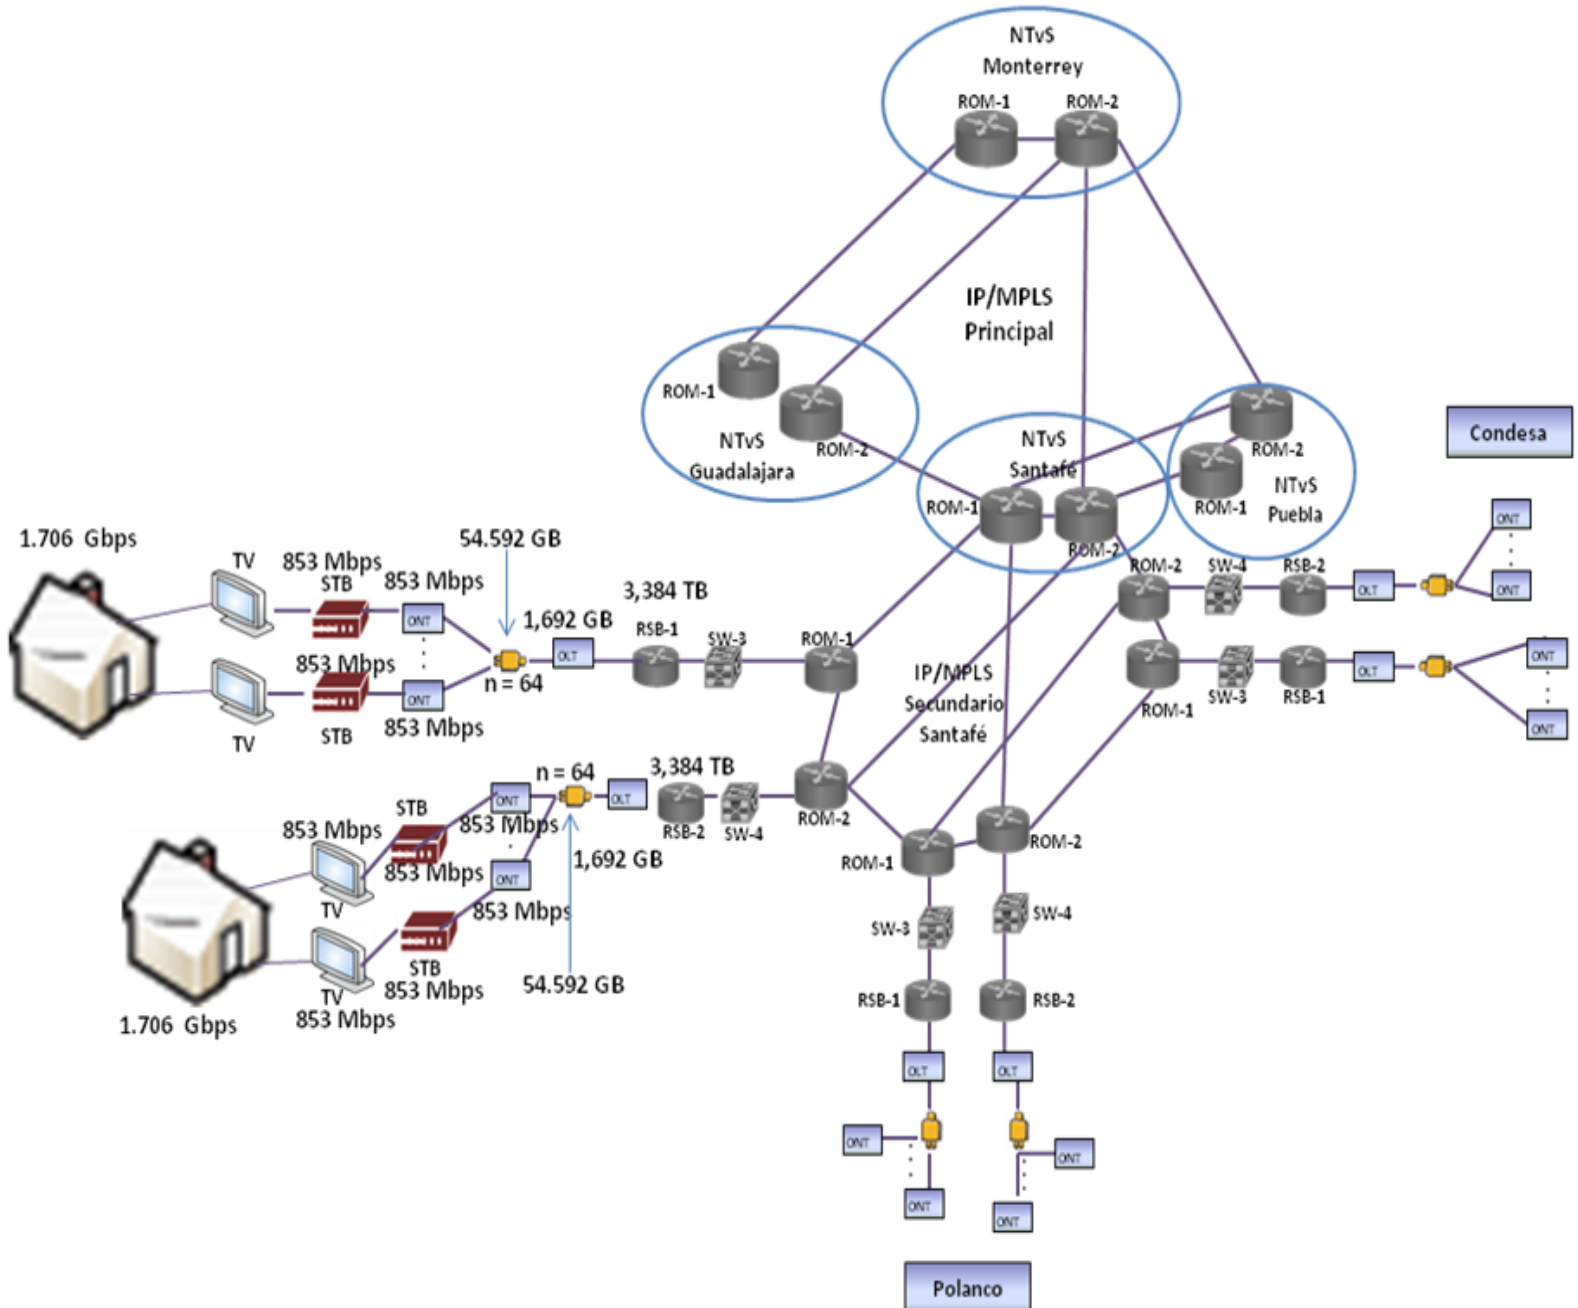 NTvS
Monterrey
ROM-1
ROM-2
IP/MPLS
Principal
ROM-1
NTvS
Guadalajara
ROM-2
NTvS
Santafé
ROM-1
ROM-2
ROM-2
ROM-1
NTvS
Puebla
Condesa
1.706 Gbps
TV
853 Mbps
STB
853 Mbps
ONT
54.592 GB
1,692 GB
OLT
3,384 TB
RSB-1
SW-3
ROM-1
n = 64
TV
853 Mbps
STB
ONT
853 Mbps
IP/MPLS
Secundario
Santafé
ROM-2
SW-4
RSB-2
OLT
ONT
ONT
ROM-1
SW-3
RSB-1
OLT
ONT
ONT
n = 64
3,384 TB
OLT
RSB-2
SW-4
ROM-2
ONT
STB
853 Mbps
853 Mbps
853 Mbps
1,692 GB
ONT
TV
853 Mbps
STB
853 Mbps
54.592 GB
TV
853 Mbps
1.706 Gbps
ROM-1
ROM-2
SW-3
SW-4
RSB-1
RSB-2
OLT
OLT
ONT
ONT
ONT
ONT
Polanco